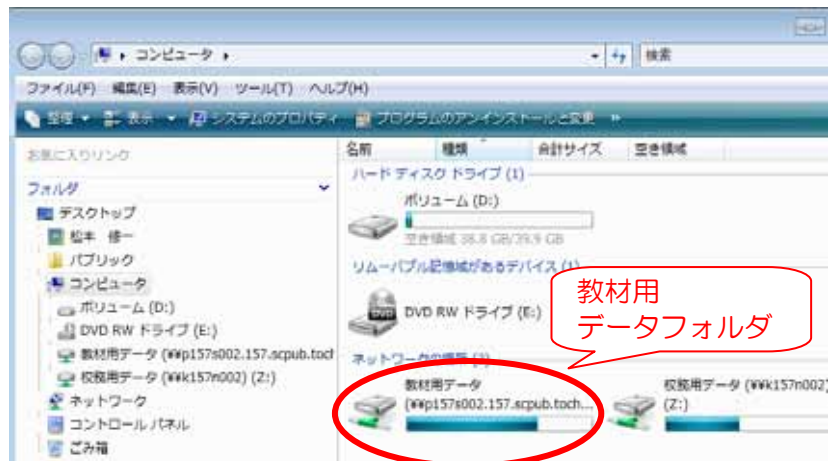 コンピュータ
検索
ファイル(F) 編集(E) 表示(V) ツール(T) ヘルプ(H)
整理 表示 システムのプロパティ プログラムのアンインストールと変更 »
お気に入りリンク
名前 種類 合計サイズ 空き領域
フォルダ
デスクトップ
松本 修一
パブリック
コンピュータ
ボリューム (D:)
DVD RW ドライブ (E:)
教材用データ (¥¥p157s002.157.scpub.toch
校務用データ (¥¥k157n002) (Z:)
ネットワーク
コントロール パネル
ごみ箱
ハード ディスク ドライブ (1)
ボリューム (D:)
空き領域 38.8 GB/39.9 GB
リムーバブル記憶域があるデバイス (1)
DVD RW ドライブ (E:)
教材用
データフォルダ
ネットワークの場所 (2)
教材用データ
(¥¥p157s002.157.scpub.toch...
校務用データ (¥¥k157n002)
(Z:)